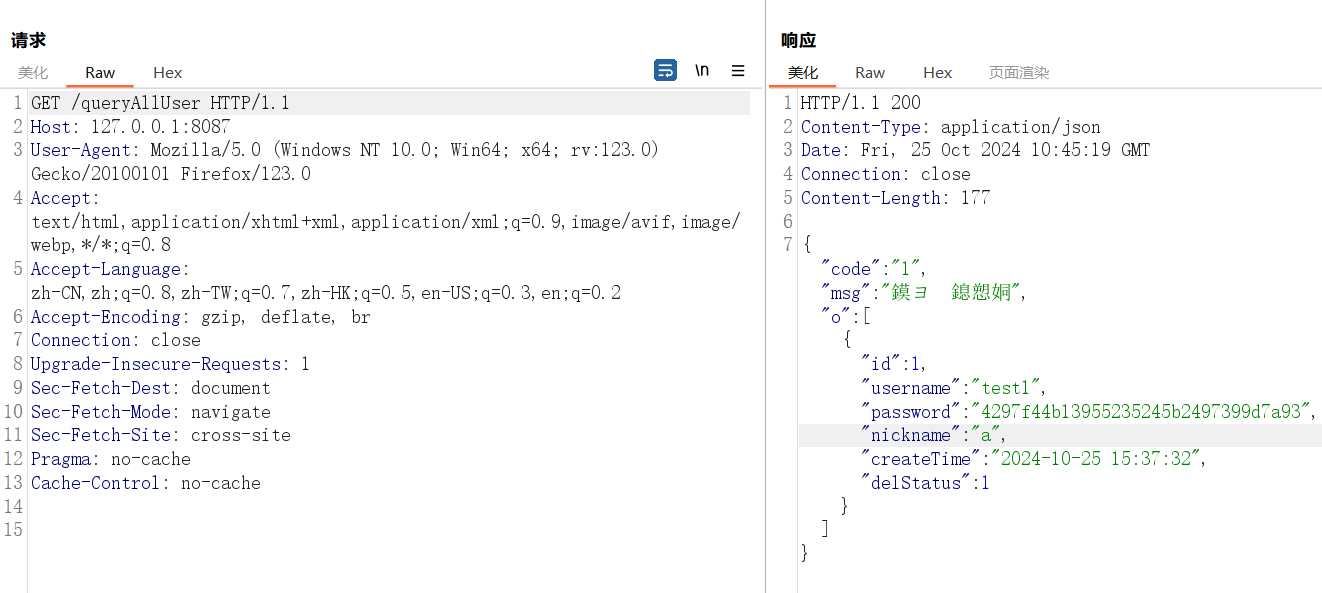 请求
美化 Raw Hex \n
1 GET /queryAllUser HTTP/1.1
2 Host: 127.0.0.1:8087
3 User-Agent: Mozilla/5.0 (Windows NT 10.0; Win64; x64; rv:123.0)
Gecko/20100101 Firefox/123.0
4 Accept:
text/html,application/xhtml+xml,application/xml;q=0.9,image/avif,image/
webp,*/*;q=0.8
5 Accept-Language:
zh-CN,zh;q=0.8,zh-TW;q=0.7,zh-HK;q=0.5,en-US;q=0.3,en;q=0.2
6 Accept-Encoding: gzip, deflate, br
7 Connection: close
8 Upgrade-Insecure-Requests: 1
9 Sec-Fetch-Dest: document
10 Sec-Fetch-Mode: navigate
11 Sec-Fetch-Site: cross-site
12 Pragma: no-cache
13 Cache-Control: no-cache
14
15
响应
美化 Raw Hex 页面渲染
1 HTTP/1.1 200
2 Content-Type: application/json
3 Date: Fri, 25 Oct 2024 10:45:19 GMT
4 Connection: close
5 Content-Length: 177
6
7 {
"code":"1",
"msg":"鏌ヨ 鎴愬姛",
"o":[
{
"id":1,
"username":"test1",
"password":"4297f44b13955235245b2497399d7a93",
"nickname":"a",
"createTime":"2024-10-25 15:37:32",
"delStatus":1
}
]
}